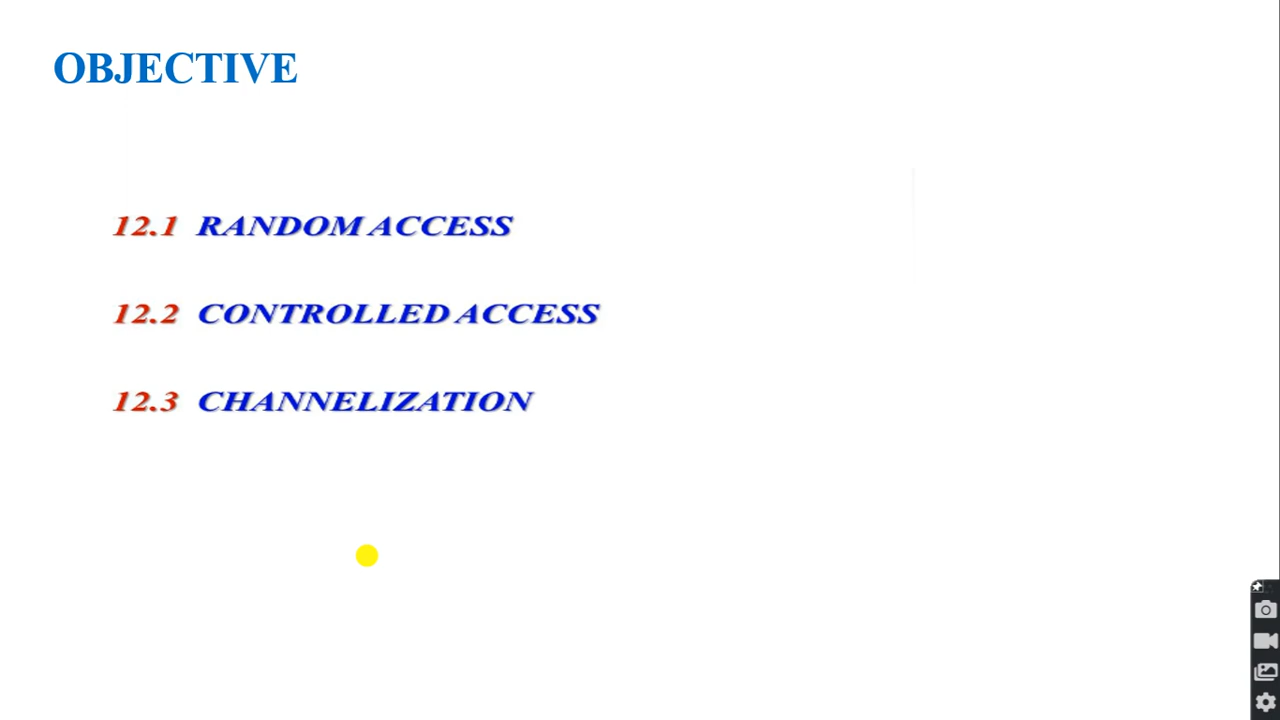 OBJECTIVE
12.1 RANDOM ACCESS
12.2 CONTROLLED ACCESS
12.3 CHANNELIZATION